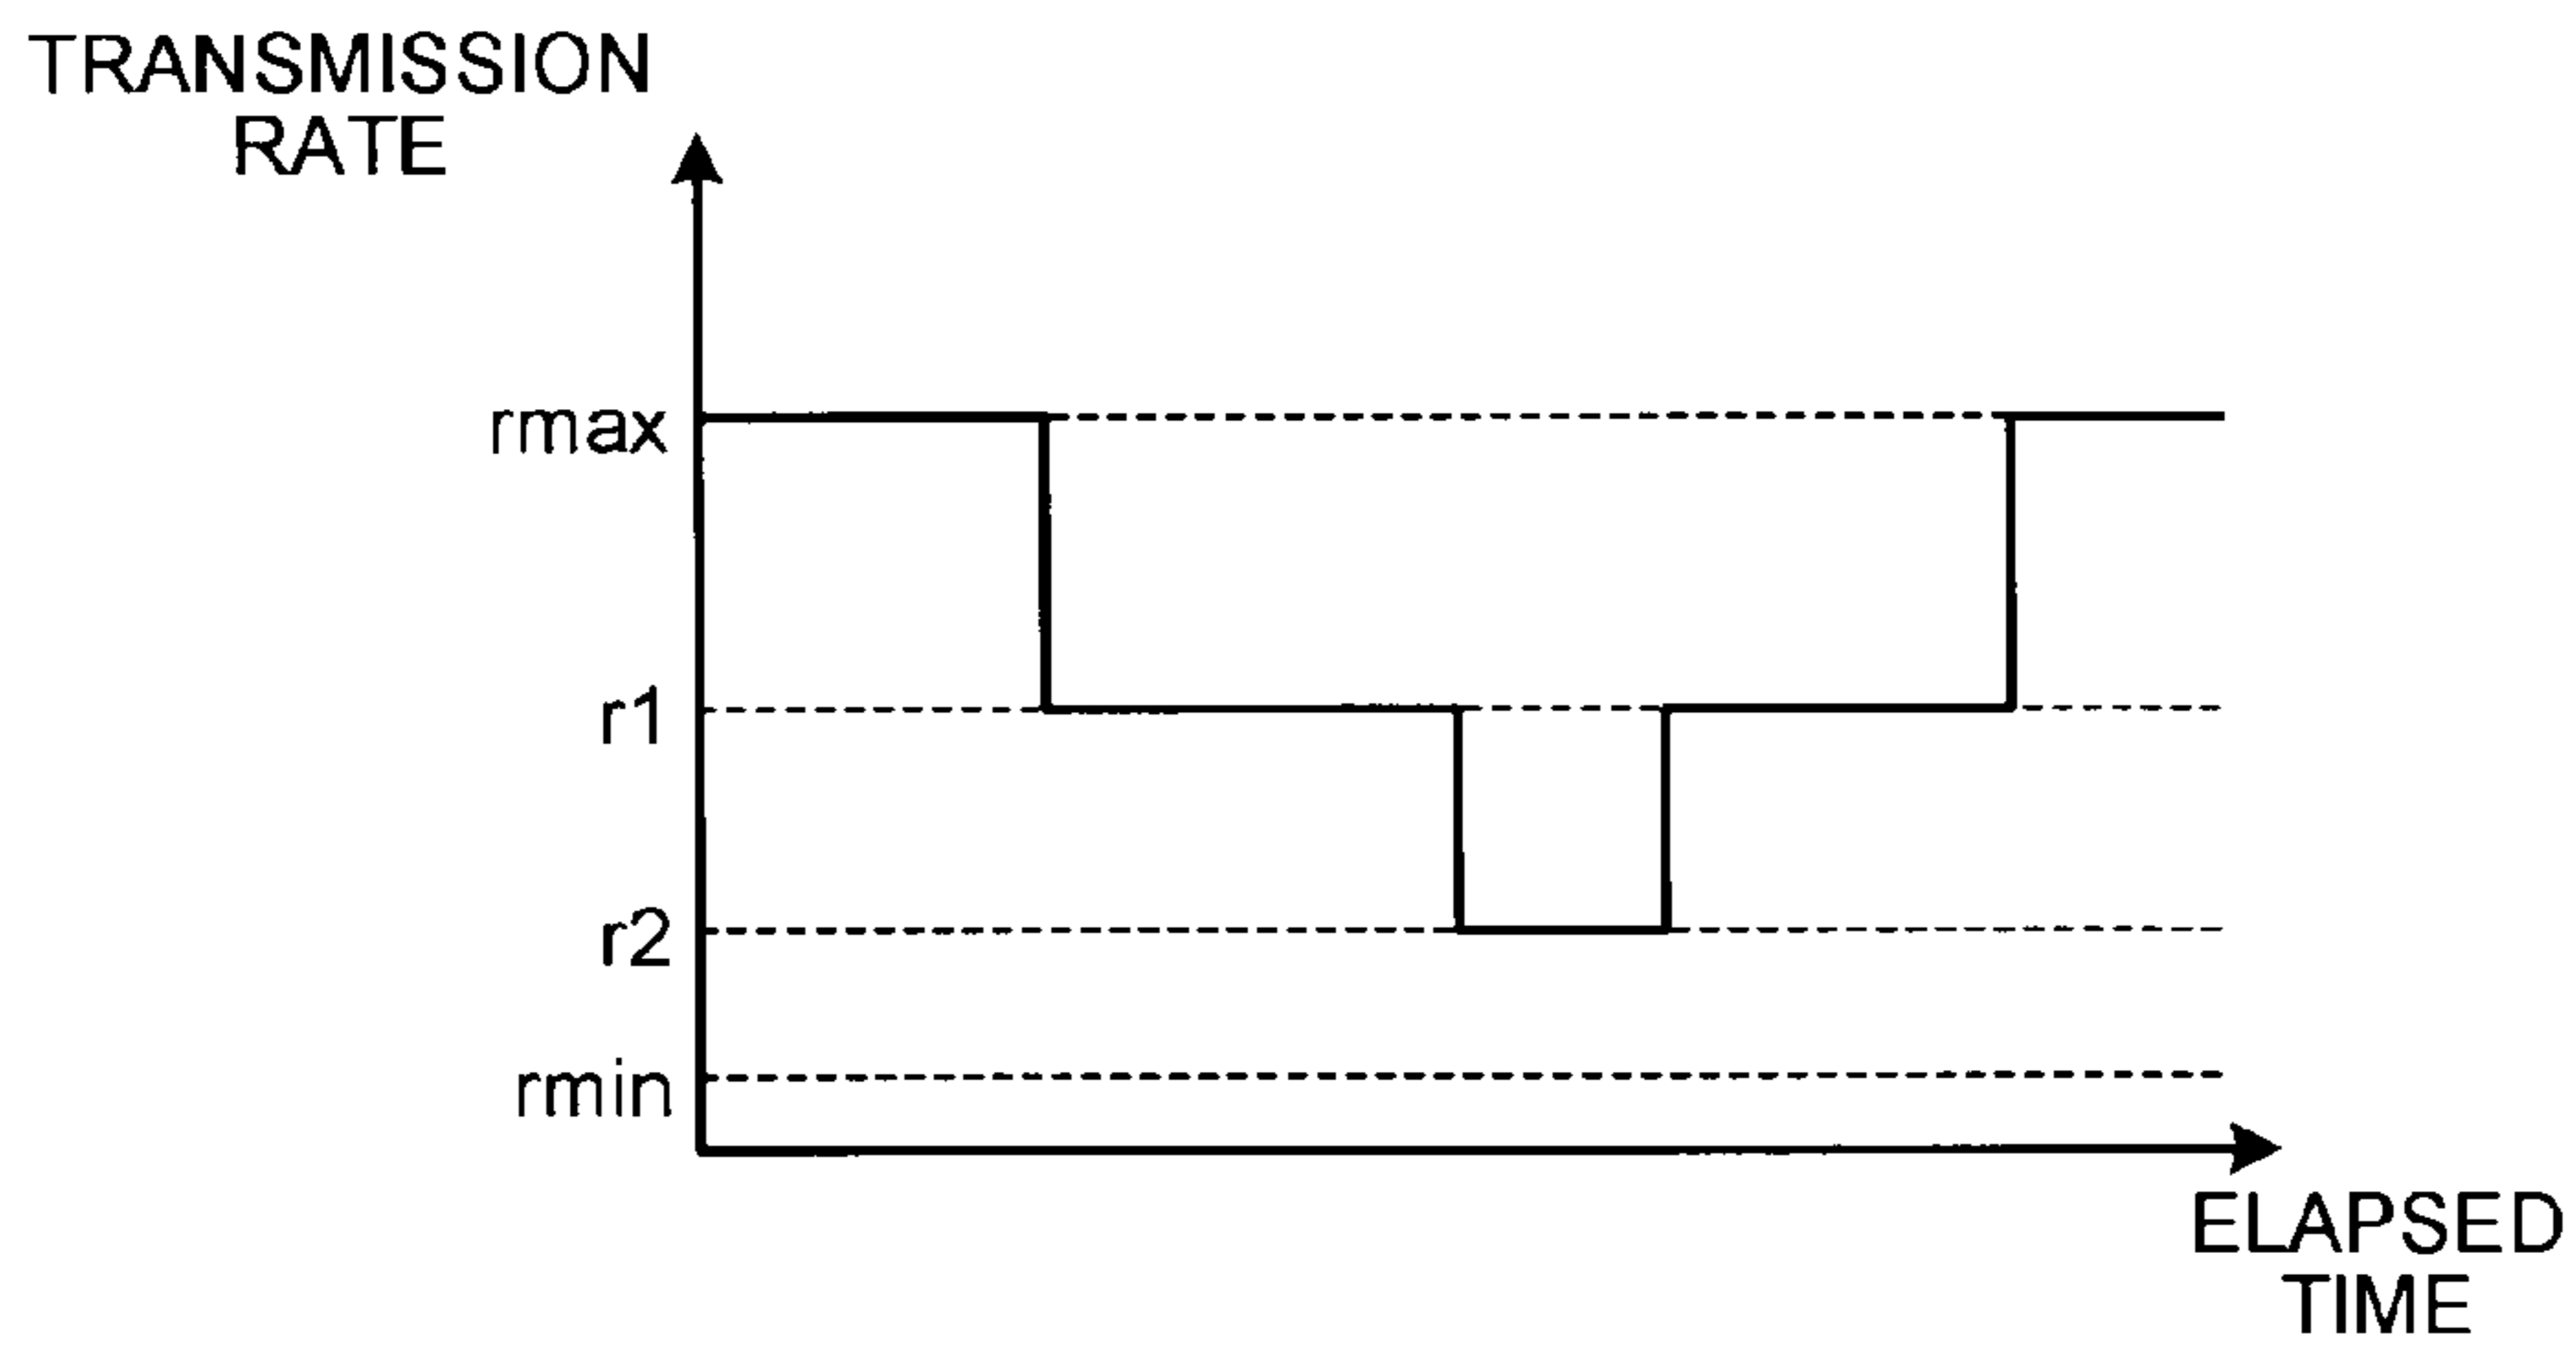 TRANSMISSION
RATE
rmax
r1
r2
rmin
ELAPSED
TIME